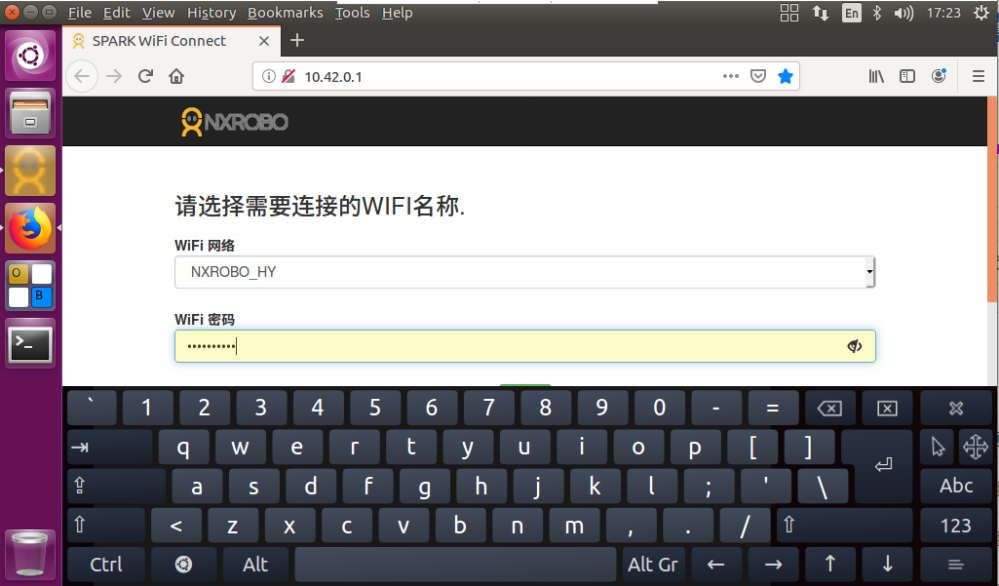 File Edit View History Bookmarks Tools Help
En
17:23
SPARK WiFi Connect
10.42.0.1
NXROBO
请选择需要连接的WIFI名称.
WiFi 网络
NXROBO_HY
WiFi 密码
••••••••••
` 1 2 3 4 5 6 7 8 9 0 - =
q w e r t y u i o p [ ]
a s d f g h j k l ; ' \ Abc
< z x c v b n m , . / 123
Ctrl Alt Alt Gr ← → ↑ ↓
O
B
>_